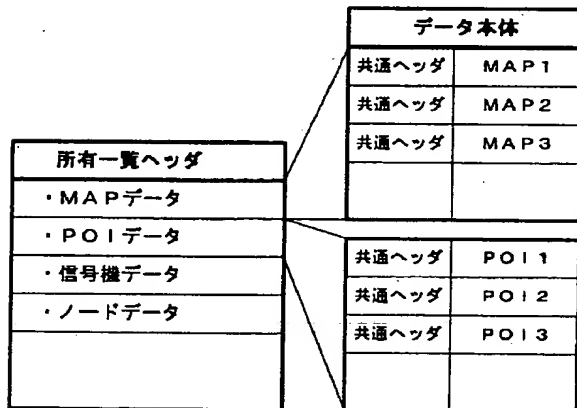 データ本体
共通ヘッダ MAP1
共通ヘッダ MAP2
共通ヘッダ MAP3
所有一覧ヘッダ
・MAPデータ
・POIデータ
・信号機データ
・ノードデータ
共通ヘッダ POI1
共通ヘッダ POI2
共通ヘッダ POI3